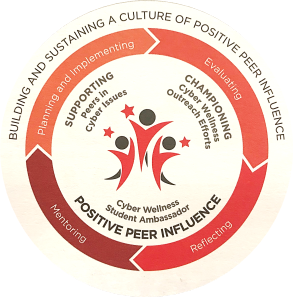 BUILDING AND SUSTAINING A CULTURE OF POSITIVE PEER INFLUENCE
Planning and Implementing
Evaluating
SUPPORTING
Peers in
Cyber Issues
CHAMPIONING
Cyber Wellness
Outreach Efforts
Cyber Wellness
Student Ambassador
POSITIVE PEER INFLUENCE
Mentoring
Reflecting